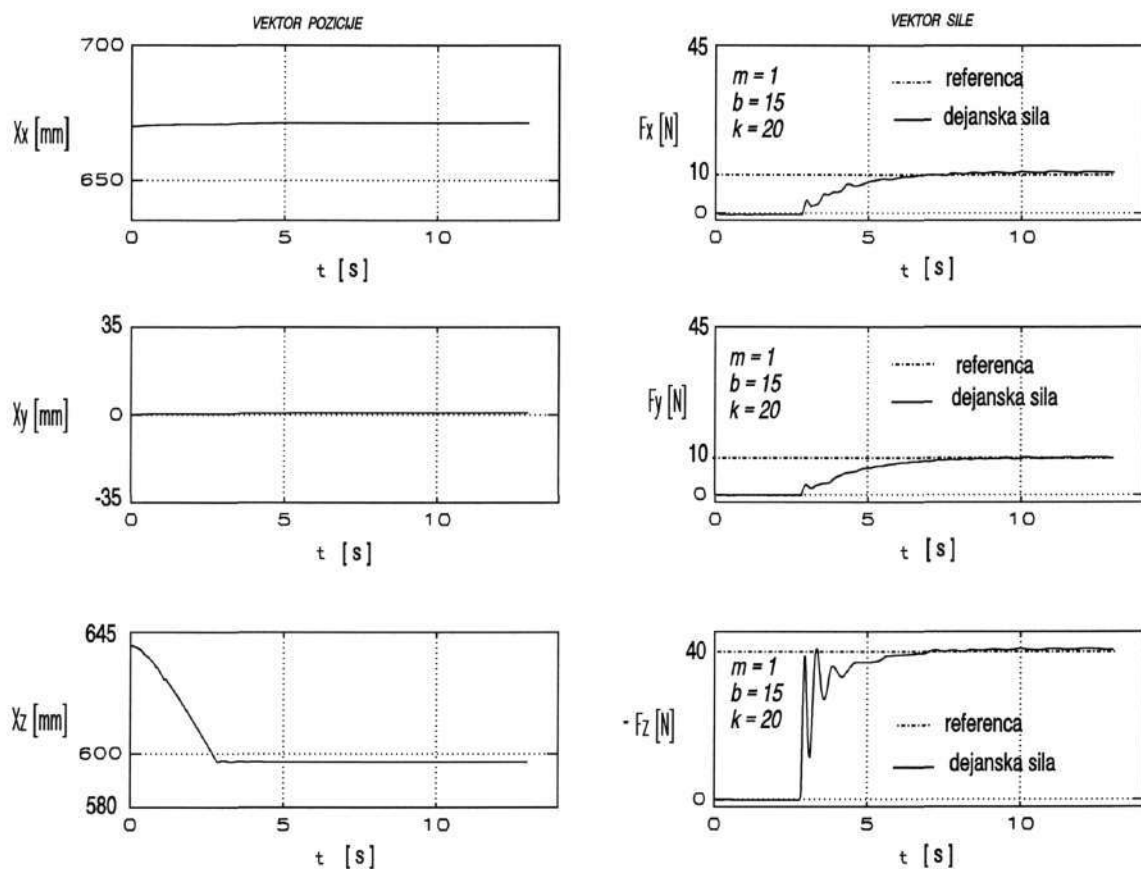 VEKTOR POZICIJE
700
Xx [mm]
650
0 5 10
t [s]
35
Xy [mm]
0
-35
0 5 10
t [s]
645
Xz [mm]
600
580
0 5 10
t [s]
VEKTOR SILE
45
m = 1
b = 15
k = 20
referenca
dejanska sila
Fx [N]
10
0
0 5 10
t [s]
45
m = 1
b = 15
k = 20
referenca
dejanska sila
Fy [N]
10
0
0 5 10
t [s]
40
m = 1
b = 15
k = 20
referenca
dejanska sila
- Fz [N]
0
0 5 10
t [s]